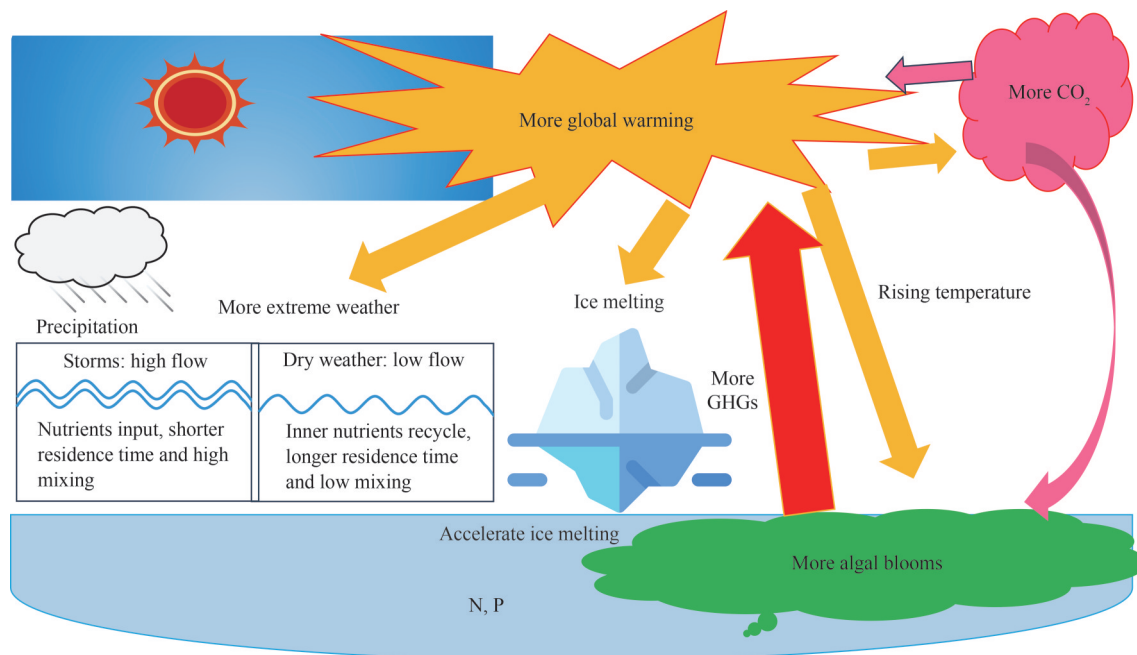 More global warming
More CO₂
More extreme weather
Ice melting
Rising temperature
Precipitation
Storms: high flow
Nutrients input, shorter
residence time and high
mixing
Dry weather: low flow
Inner nutrients recycle,
longer residence time
and low mixing
More
GHGs
Accelerate ice melting
More algal blooms
N, P